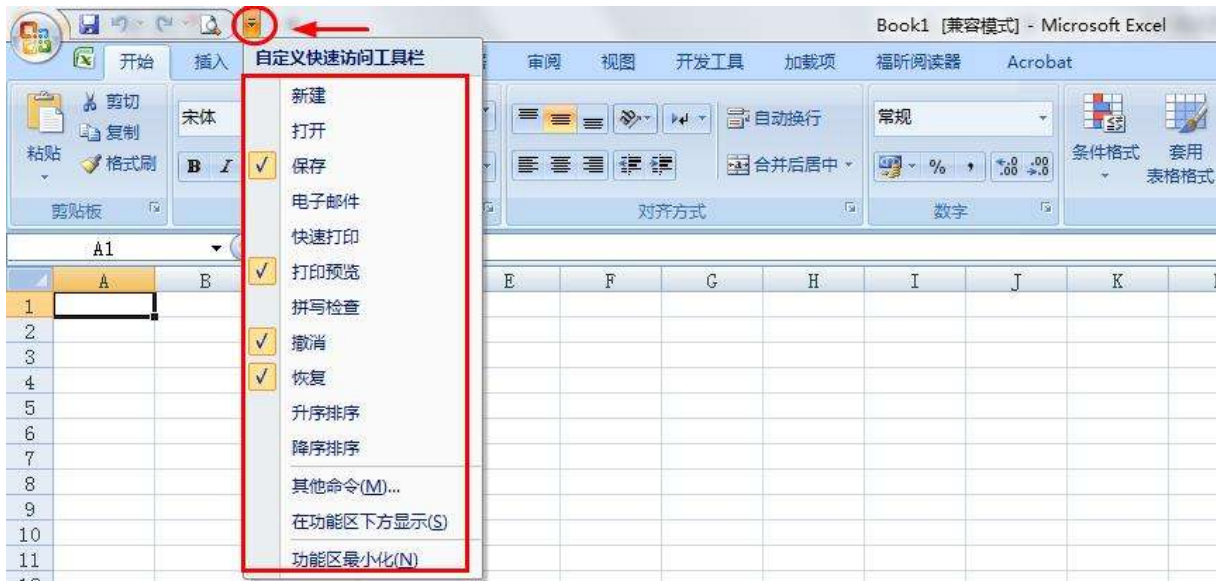 Book1 [兼容模式] - Microsoft Excel
开始 插入 审阅 视图 开发工具 加载项 福昕阅读器 Acrobat
自定义快速访问工具栏
新建
打开
保存
电子邮件
快速打印
打印预览
拼写检查
撤消
恢复
升序排序
降序排序
其他命令(M)...
在功能区下方显示(S)
功能区最小化(N)
粘贴
剪切
复制
格式刷
剪贴板
宋体
B I
自动换行
合并后居中
对齐方式
常规
% ,
.0 .00
.00 .0
数字
条件格式
套用
表格格式
A1
A B E F G H I J K
1
2
3
4
5
6
7
8
9
10
11